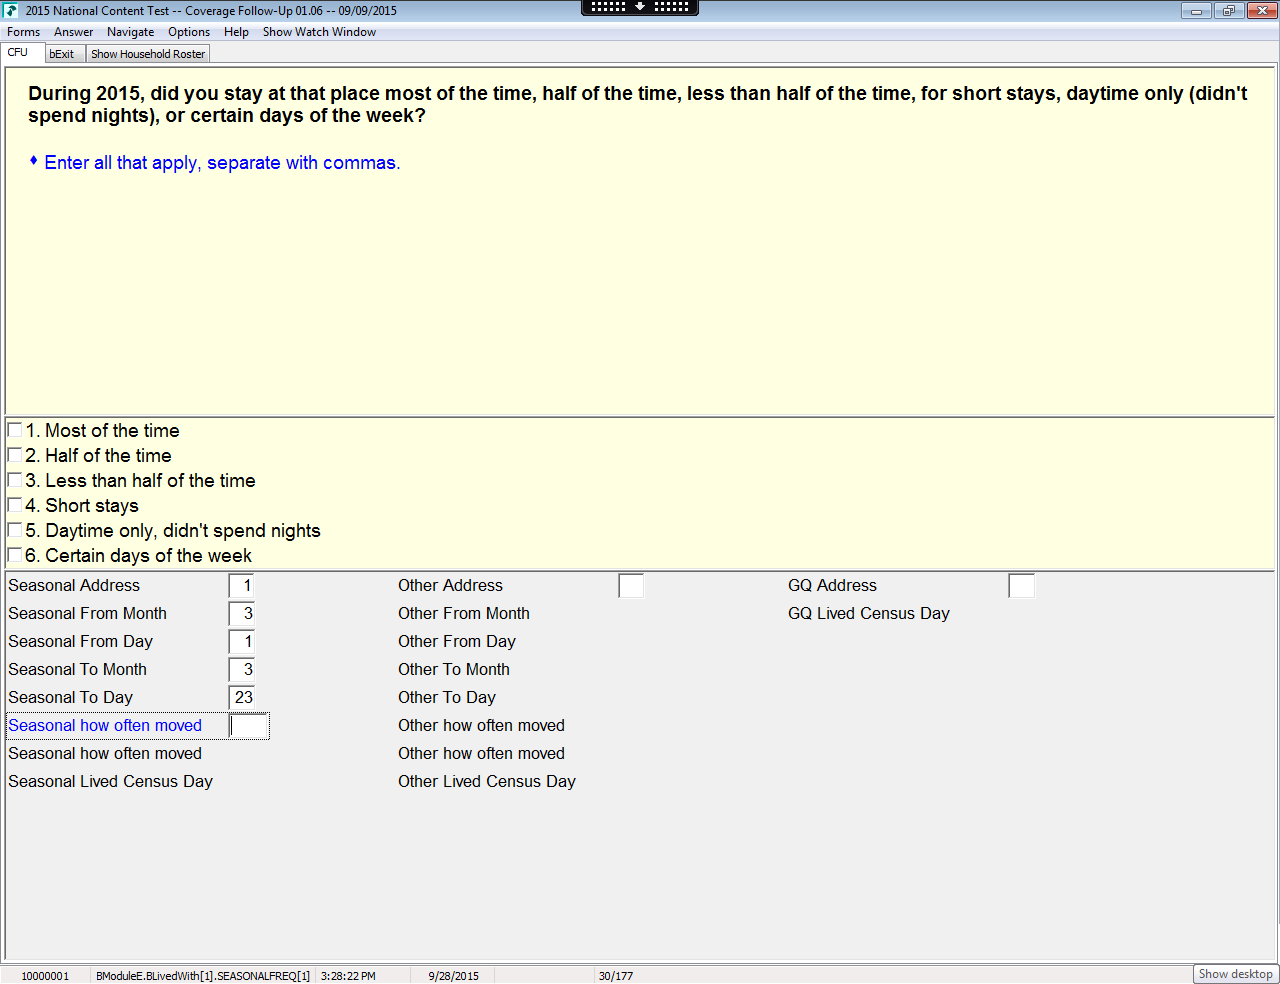 2015 National Content Test -- Coverage Follow-Up 01.06 -- 09/09/2015
Forms Answer Navigate Options Help Show Watch Window
CFU bExit Show Household Roster
During 2015, did you stay at that place most of the time, half of the time, less than half of the time, for short stays, daytime only (didn't
spend nights), or certain days of the week?
Enter all that apply, separate with commas.
1. Most of the time
2. Half of the time
3. Less than half of the time
4. Short stays
5. Daytime only, didn't spend nights
6. Certain days of the week
Seasonal Address 1 Other Address GQ Address
Seasonal From Month 3 Other From Month GQ Lived Census Day
Seasonal From Day 1 Other From Day
Seasonal To Month 3 Other To Month
Seasonal To Day 23 Other To Day
Seasonal how often moved Other how often moved
Seasonal how often moved Other how often moved
Seasonal Lived Census Day Other Lived Census Day
10000001 BModuleE.BLivedWith[1].SEASONALFREQ[1] 3:28:22 PM 9/28/2015 30/177 Show desktop